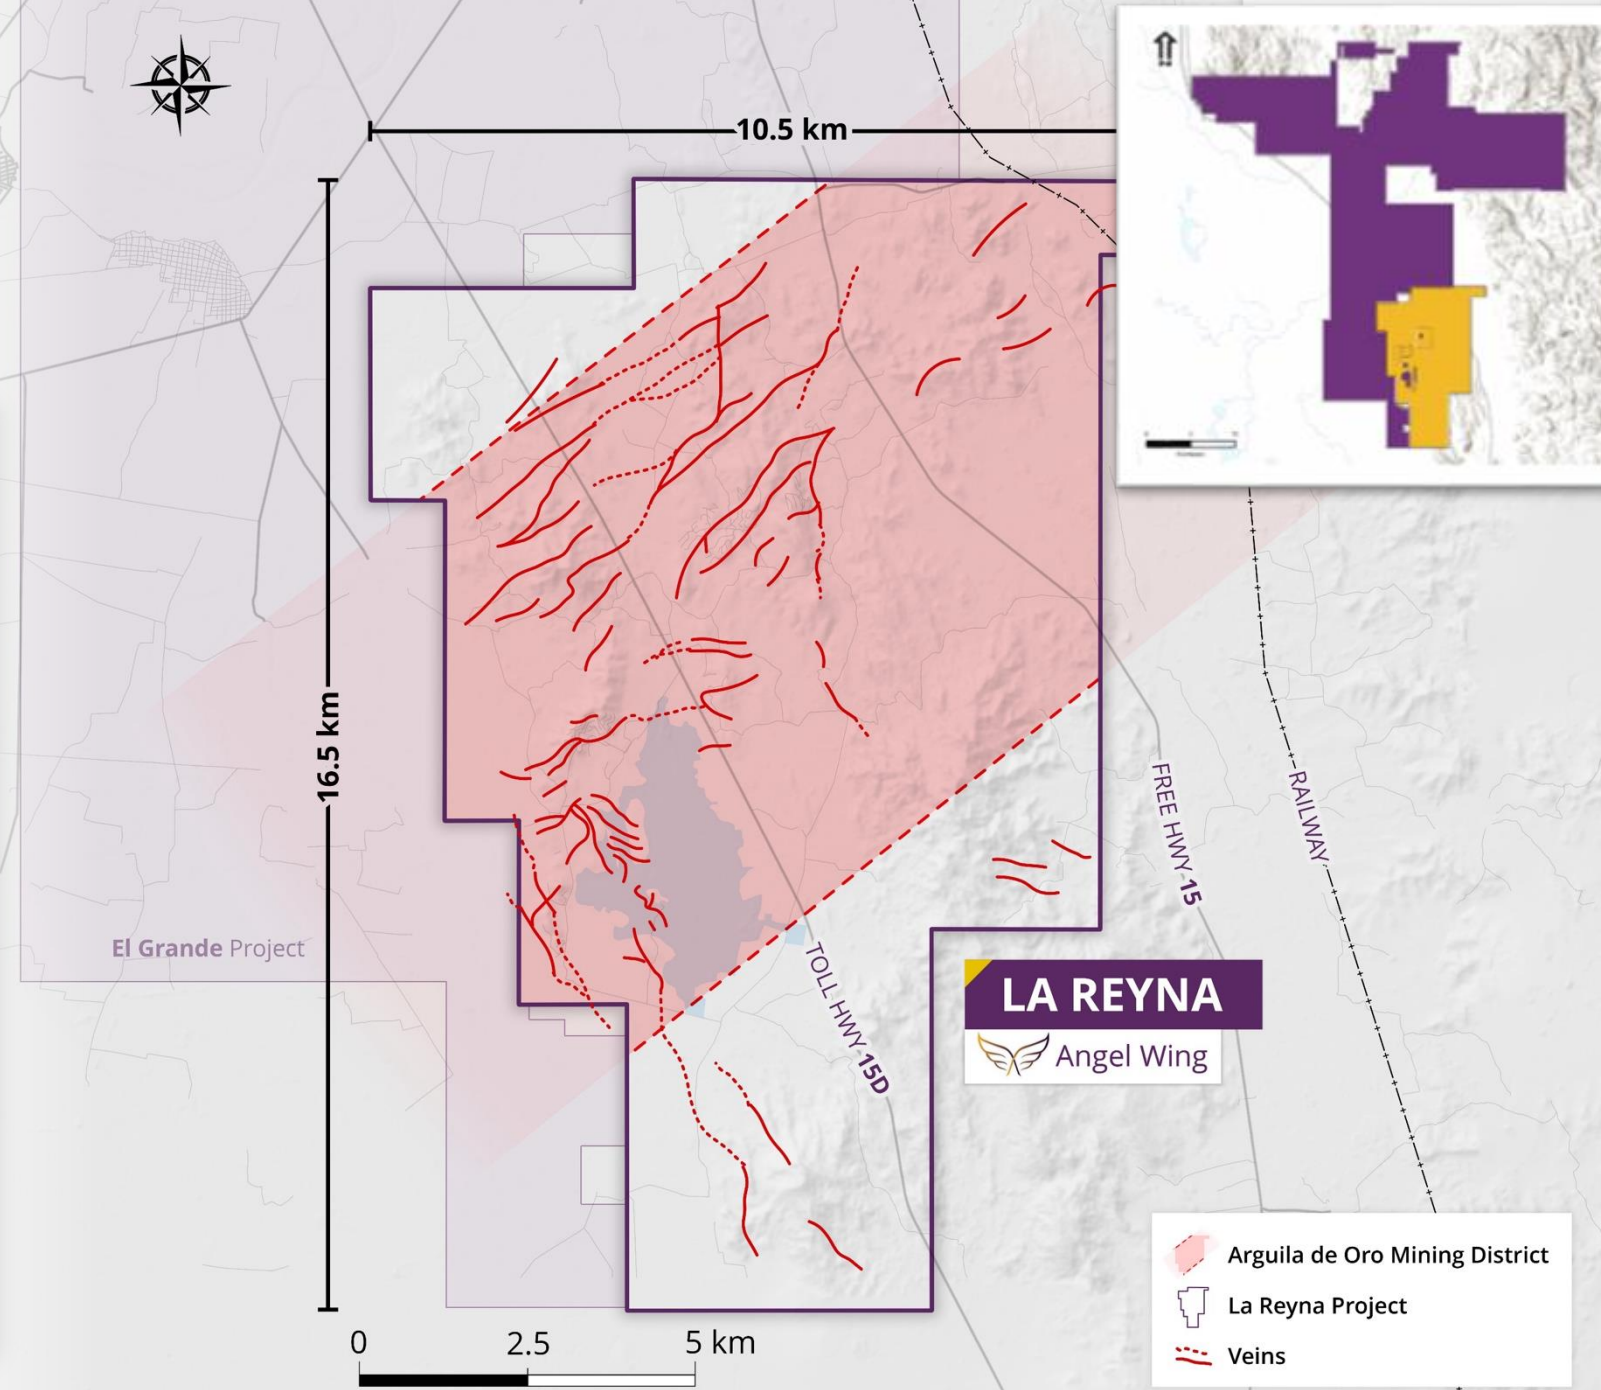 10.5 km
16.5 km
FREE HWY 15
RAILWAY
El Grande Project
TOLL HWY 15D
LA REYNA
Angel Wing
Arguila de Oro Mining District
La Reyna Project
Veins
0 2.5 5 km